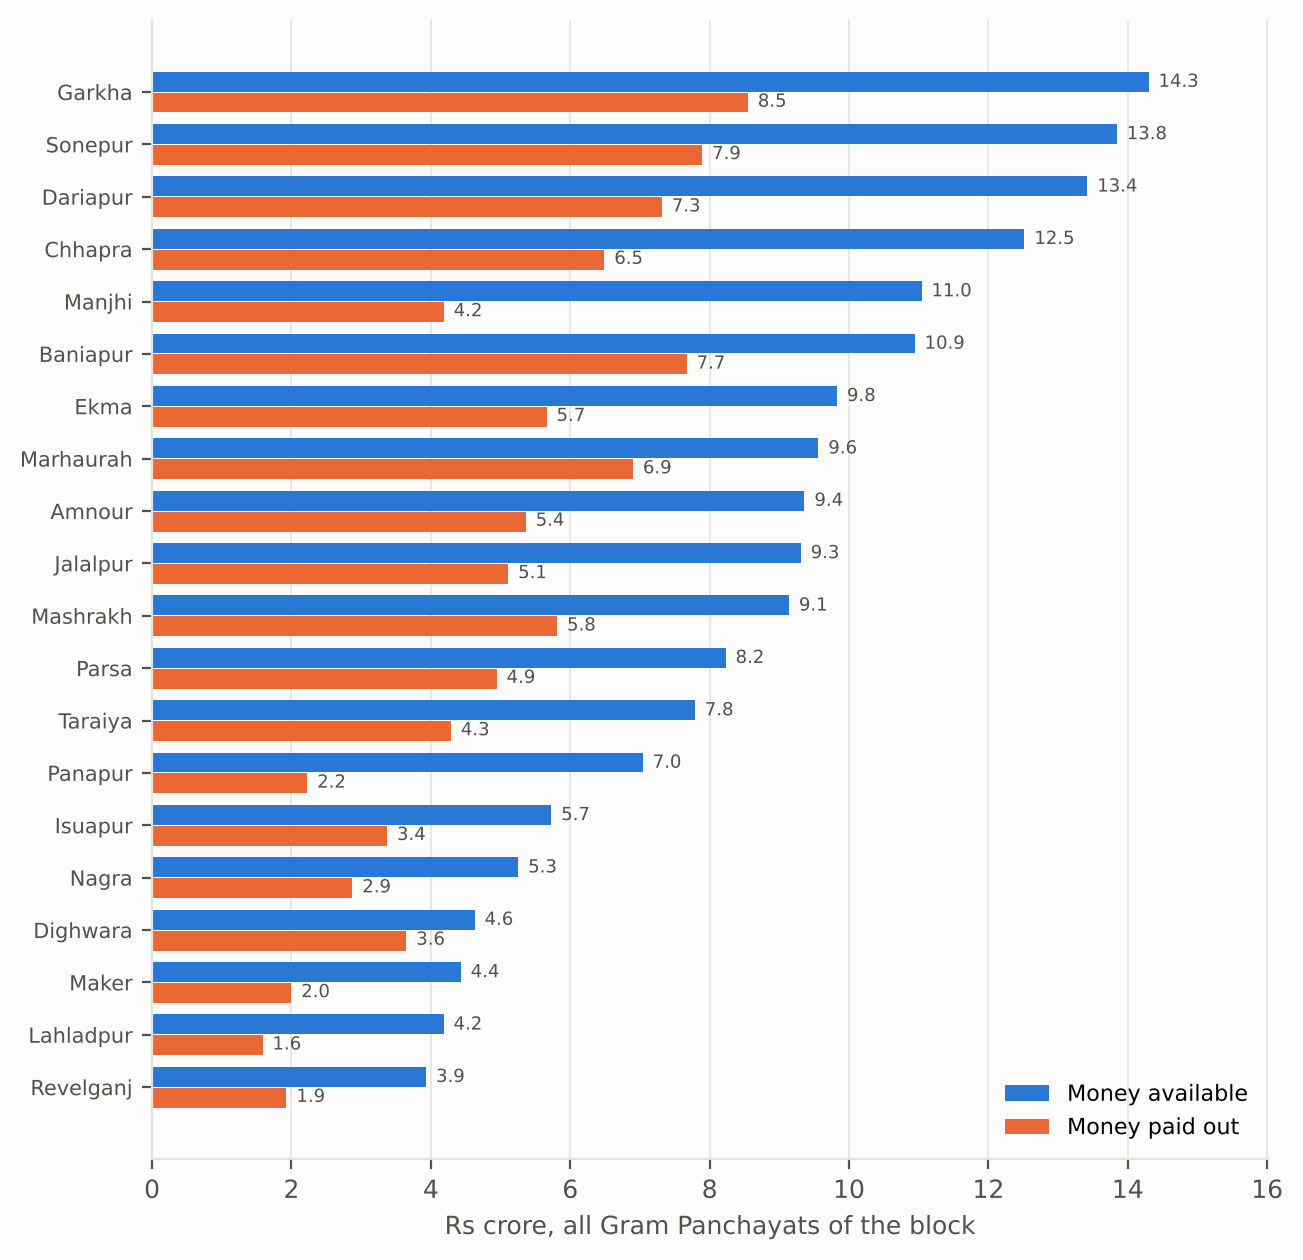 Garkha 14.3
8.5
Sonepur 13.8
7.9
Dariapur 13.4
7.3
Chhapra 12.5
6.5
Manjhi 11.0
4.2
Baniapur 10.9
7.7
Ekma 9.8
5.7
Marhaurah 9.6
6.9
Amnour 9.4
5.4
Jalalpur 9.3
5.1
Mashrakh 9.1
5.8
Parsa 8.2
4.9
Taraiya 7.8
4.3
Panapur 7.0
2.2
Isuapur 5.7
3.4
Nagra 5.3
2.9
Dighwara 4.6
3.6
Maker 4.4
2.0
Lahladpur 4.2
1.6
Revelganj 3.9
1.9
Money available
Money paid out
0 2 4 6 8 10 12 14 16
Rs crore, all Gram Panchayats of the block